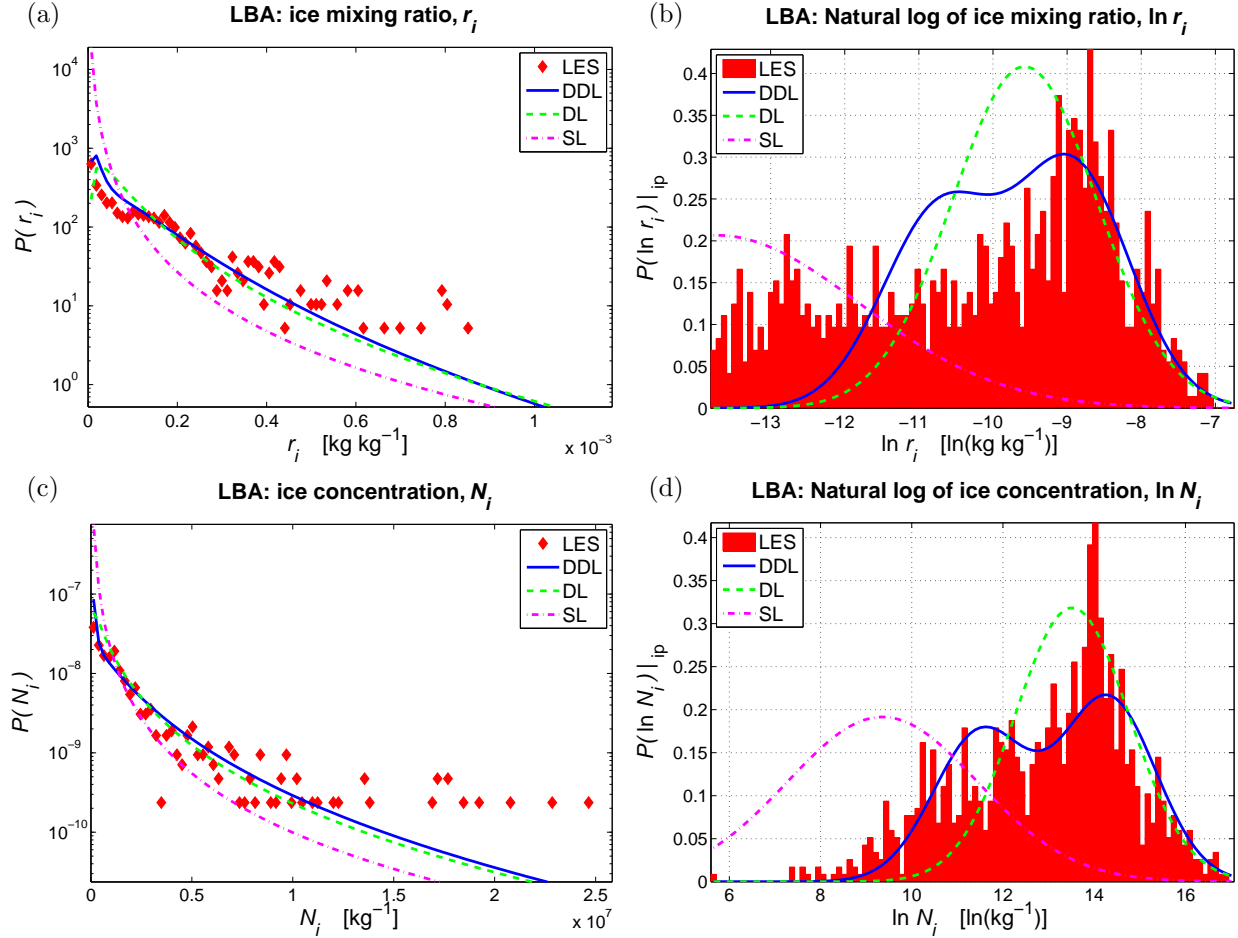 (a)
LBA: ice mixing ratio, r_i
P( r_i )
10^4
10^3
10^2
10^1
10^0
LES
DDL
DL
SL
0 0.2 0.4 0.6 0.8 1
x 10^−3
r_i [kg kg^−1]
(b)
LBA: Natural log of ice mixing ratio, ln r_i
P( ln r_i )|_ip
0.4
0.35
0.3
0.25
0.2
0.15
0.1
0.05
0
LES
DDL
DL
SL
−13 −12 −11 −10 −9 −8 −7
ln r_i [ln(kg kg^−1)]
(c)
LBA: ice concentration, N_i
P( N_i )
10^−7
10^−8
10^−9
10^−10
LES
DDL
DL
SL
0 0.5 1 1.5 2 2.5
x 10^7
N_i [kg^−1]
(d)
LBA: Natural log of ice concentration, ln N_i
P( ln N_i )|_ip
0.4
0.35
0.3
0.25
0.2
0.15
0.1
0.05
0
LES
DDL
DL
SL
6 8 10 12 14 16
ln N_i [ln(kg^−1)]